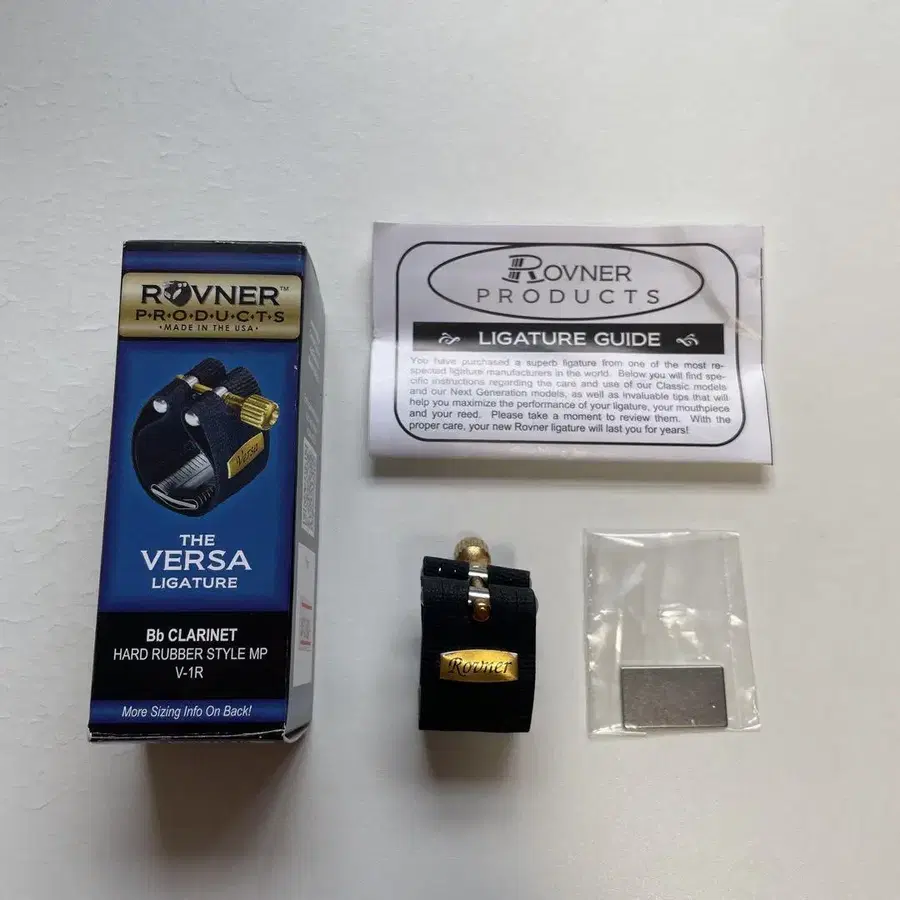 ROVNER™
P•R•O•D•U•C•T•S
•MADE IN THE USA•
Versa
THE
VERSA
LIGATURE
Bb CLARINET
HARD RUBBER STYLE MP
V-1R
More Sizing Info On Back!
ROVNER
PRODUCTS
LIGATURE GUIDE
You have purchased a superb ligature from one of the most re-
spected ligature manufacturers in the world. Below you will find spe-
cific instructions regarding the care and use of our Classic models
and our Next Generation models, as well as invaluable tips that will
help you maximize the performance of your ligature, your mouthpiece
and your reed. Please take a moment to review them. With the
proper care, your new Rovner ligature will last you for years!
Rovner